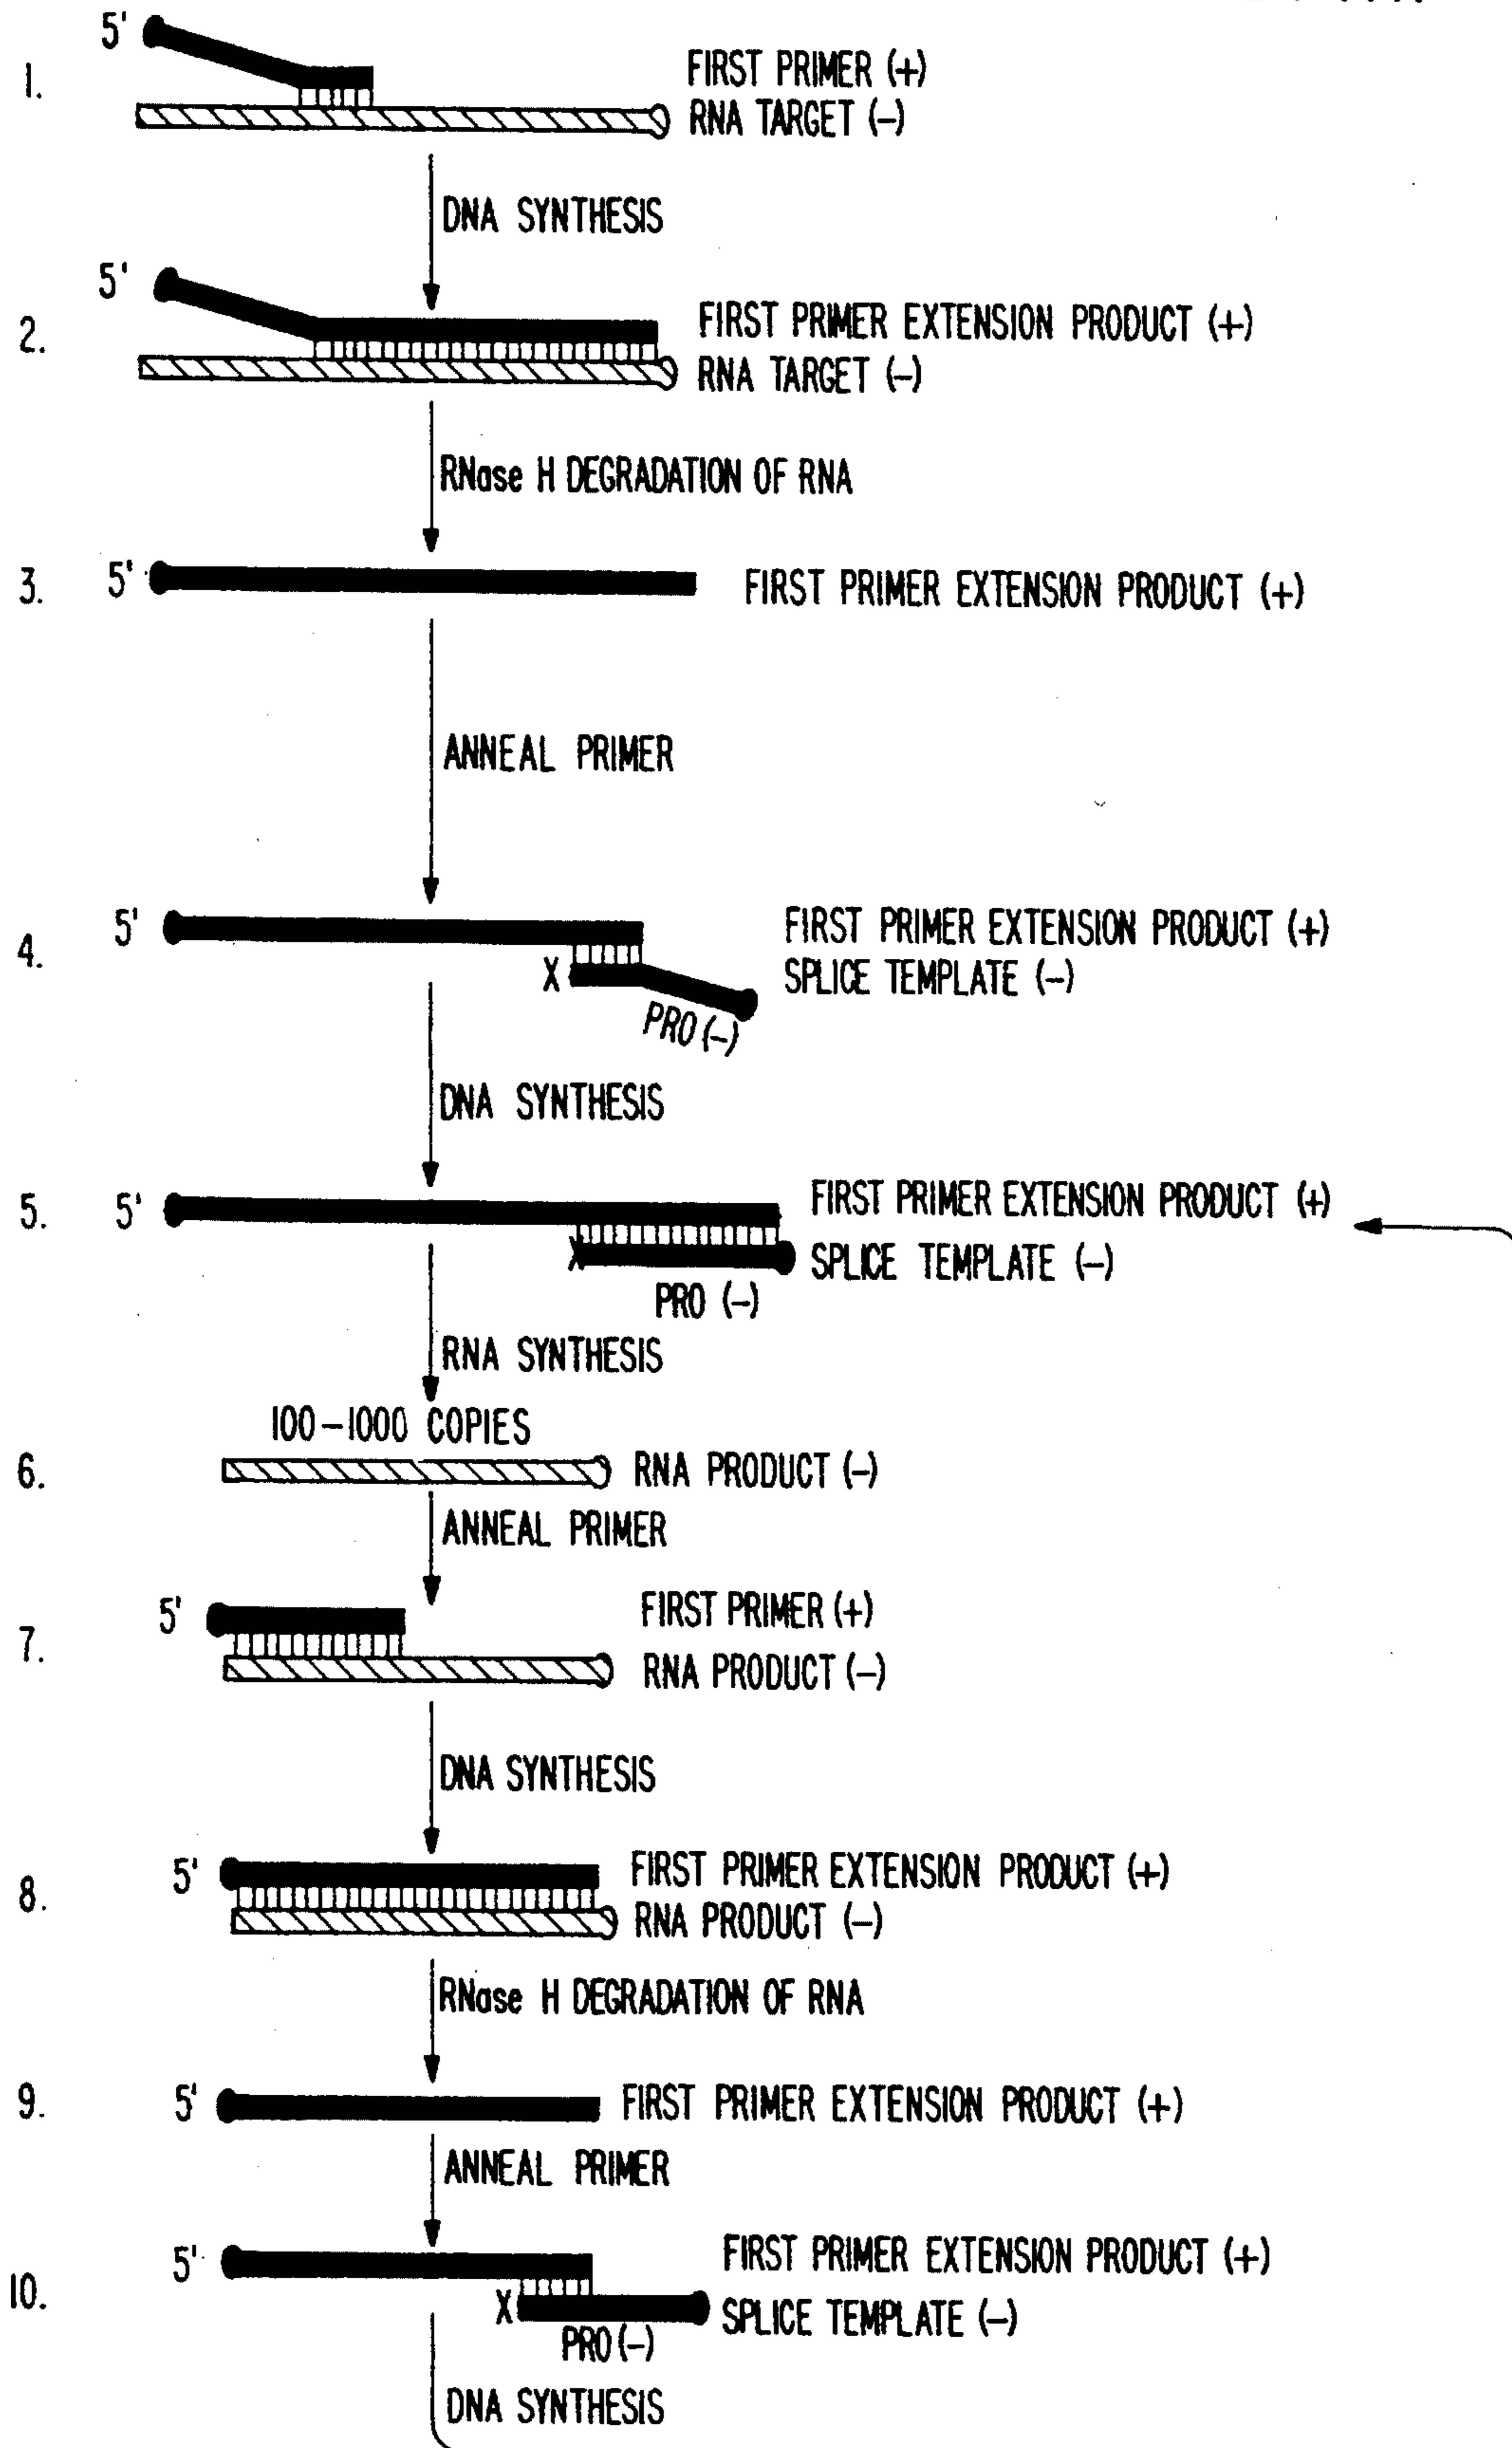 1.
5'
FIRST PRIMER (+)
RNA TARGET (-)
DNA SYNTHESIS
2.
5'
FIRST PRIMER EXTENSION PRODUCT (+)
RNA TARGET (-)
RNase H DEGRADATION OF RNA
3.
5'
FIRST PRIMER EXTENSION PRODUCT (+)
ANNEAL PRIMER
4.
5'
FIRST PRIMER EXTENSION PRODUCT (+)
X
SPLICE TEMPLATE (-)
PRO (-)
DNA SYNTHESIS
5.
5'
FIRST PRIMER EXTENSION PRODUCT (+)
X
SPLICE TEMPLATE (-)
PRO (-)
RNA SYNTHESIS
100-1000 COPIES
6.
RNA PRODUCT (-)
ANNEAL PRIMER
7.
5'
FIRST PRIMER (+)
RNA PRODUCT (-)
DNA SYNTHESIS
8.
5'
FIRST PRIMER EXTENSION PRODUCT (+)
RNA PRODUCT (-)
RNase H DEGRADATION OF RNA
9.
5'
FIRST PRIMER EXTENSION PRODUCT (+)
ANNEAL PRIMER
10.
5'
FIRST PRIMER EXTENSION PRODUCT (+)
X
SPLICE TEMPLATE (-)
PRO (-)
DNA SYNTHESIS